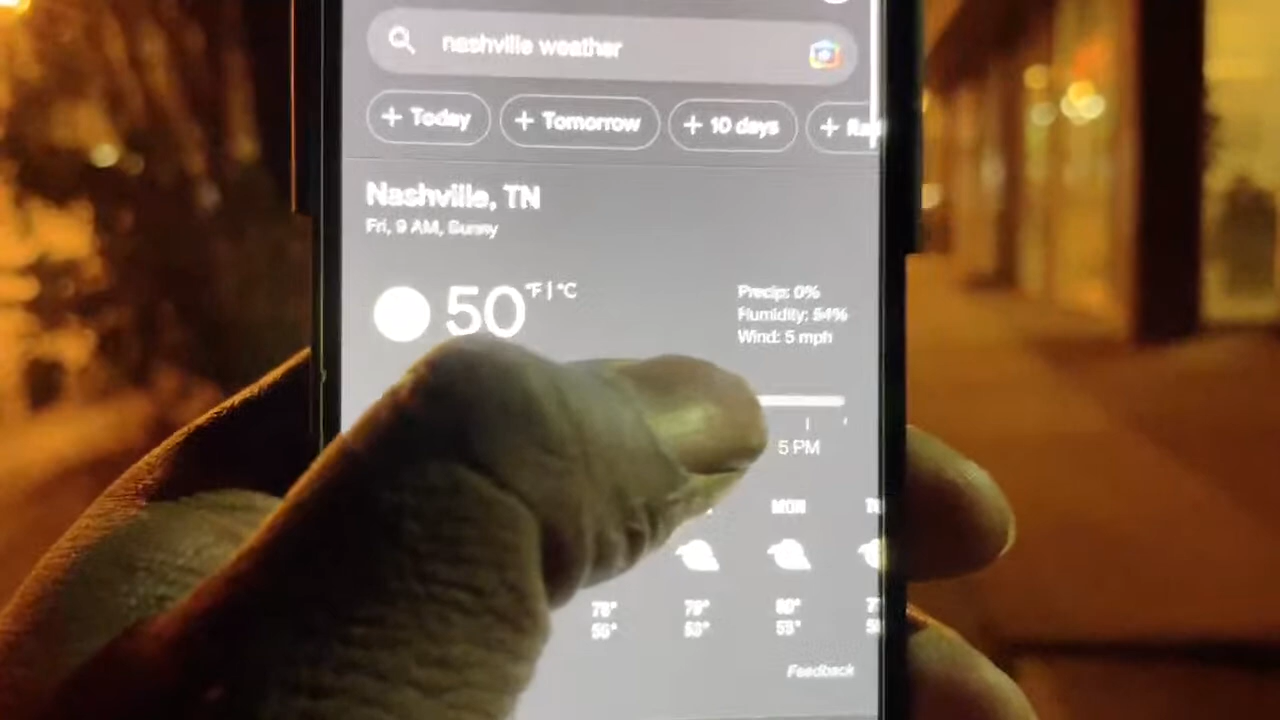 nashville weather
+ Today + Tomorrow + 10 days +
Nashville, TN
Fri, 9 AM, Sunny
50 °F | °C
Precip: 0%
Humidity: 54%
Wind: 5 mph
5 PM
MON
Feedback